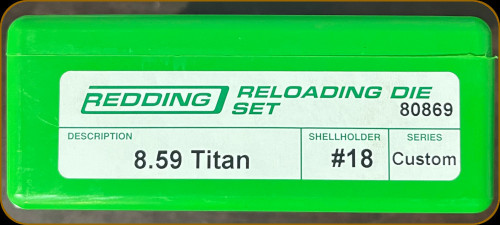 REDDING RELOADING DIE
SET 80869
DESCRIPTION SHELLHOLDER SERIES
8.59 Titan #18 Custom